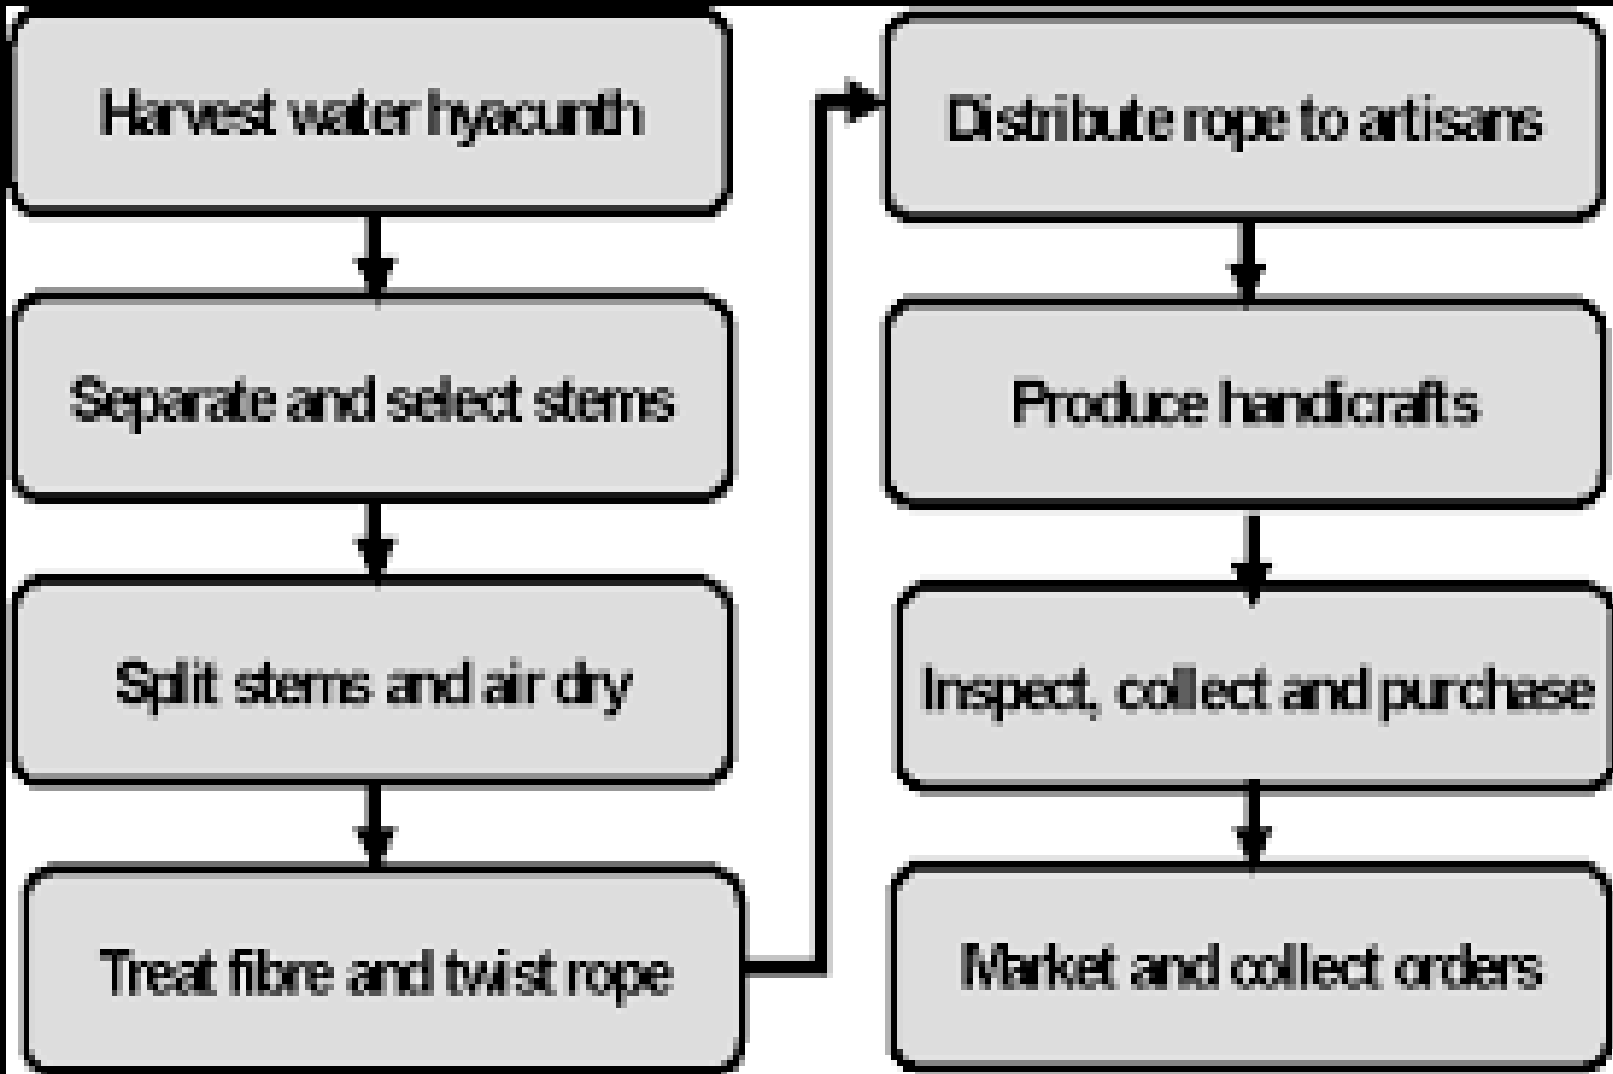 Harvest water hyacunth
Separate and select stems
Split stems and air dry
Treat fibre and twist rope
Distribute rope to artisans
Produce handicrafts
Inspect, collect and purchase
Market and collect orders